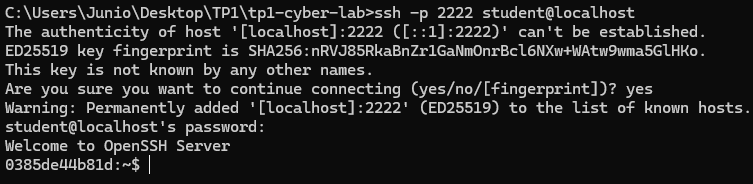 C:\Users\Junio\Desktop\TP1\tp1-cyber-lab>ssh -p 2222 student@localhost
The authenticity of host '[localhost]:2222 ([::1]:2222)' can't be established.
ED25519 key fingerprint is SHA256:nRVJ85RkaBnZr1GaNmOnrBcl6NXw+WAtw9wma5GlHKo.
This key is not known by any other names.
Are you sure you want to continue connecting (yes/no/[fingerprint])? yes
Warning: Permanently added '[localhost]:2222' (ED25519) to the list of known hosts.
student@localhost's password:
Welcome to OpenSSH Server
0385de44b81d:~$